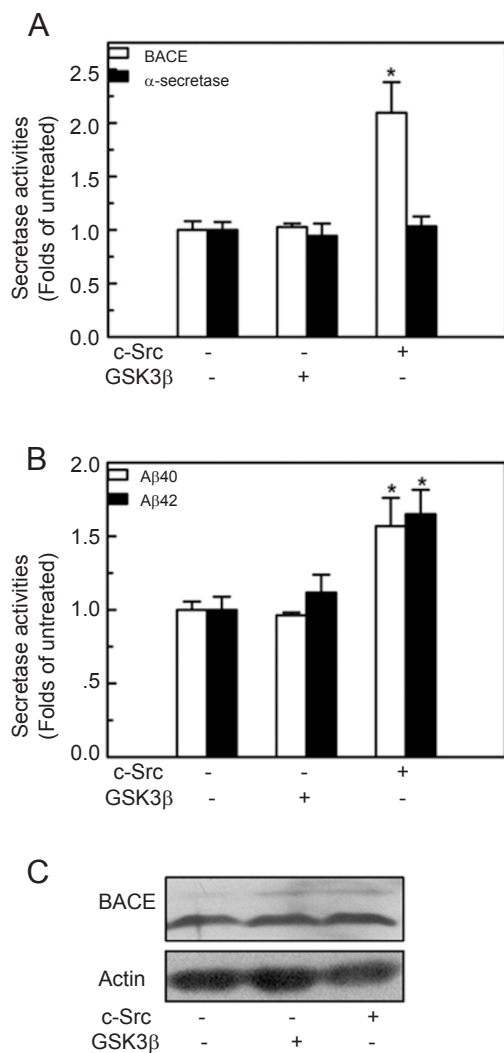 A
BACE
α-secretase
*
2.5
2.0
1.5
1.0
0.5
0.0
Secretase activities
(Folds of untreated)
c-Src - - +
GSK3β - + -
B
Aβ40
Aβ42
* *
2.0
1.5
1.0
.5
0.0
Secretase activities
(Folds of untreated)
c-Src - - +
GSK3β - + -
C
BACE
Actin
c-Src - - +
GSK3β - + -